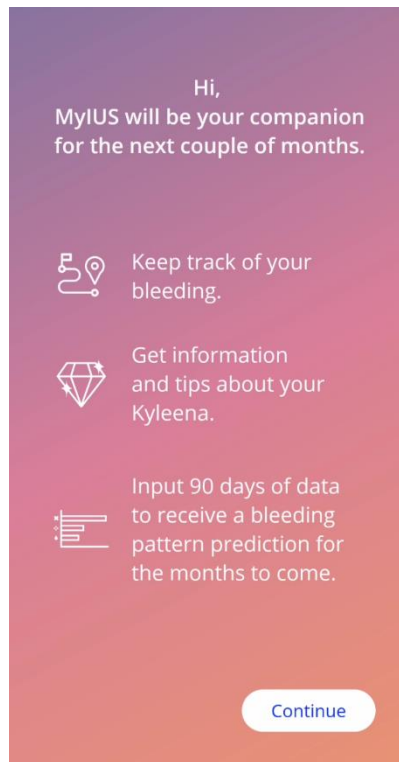 Hi,
MyIUS will be your companion
for the next couple of months.
Keep track of your
bleeding.
Get information
and tips about your
Kyleena.
Input 90 days of data
to receive a bleeding
pattern prediction for
the months to come.
Continue